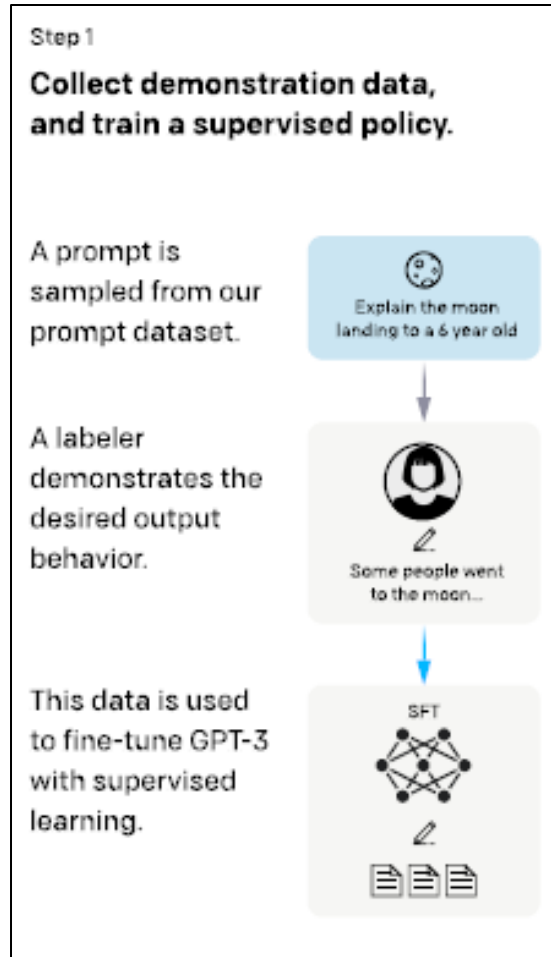 Step 1
Collect demonstration data,
and train a supervised policy.
A prompt is
sampled from our
prompt dataset.
Explain the moon
landing to a 6 year old
A labeler
demonstrates the
desired output
behavior.
Some people went
to the moon...
This data is used
to fine-tune GPT-3
with supervised
learning.
SFT